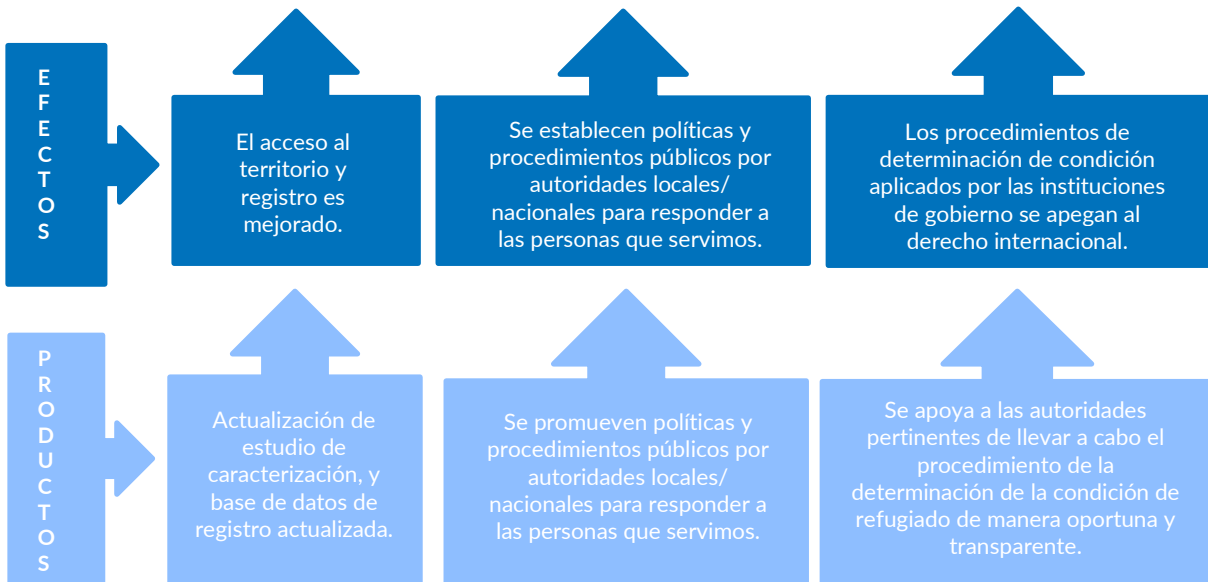 EFECTOS
El acceso al
territorio y
registro es
mejorado.
Se establecen políticas y
procedimientos públicos por
autoridades locales/
nacionales para responder a
las personas que servimos.
Los procedimientos de
determinación de condición
aplicados por las instituciones
de gobierno se apegan al
derecho internacional.
PRODUCTOS
Actualización de
estudio de
caracterización, y
base de datos de
registro actualizada.
Se promueven políticas y
procedimientos públicos por
autoridades locales/
nacionales para responder a
las personas que servimos.
Se apoya a las autoridades
pertinentes de llevar a cabo el
procedimiento de la
determinación de la condición de
refugiado de manera oportuna y
transparente.